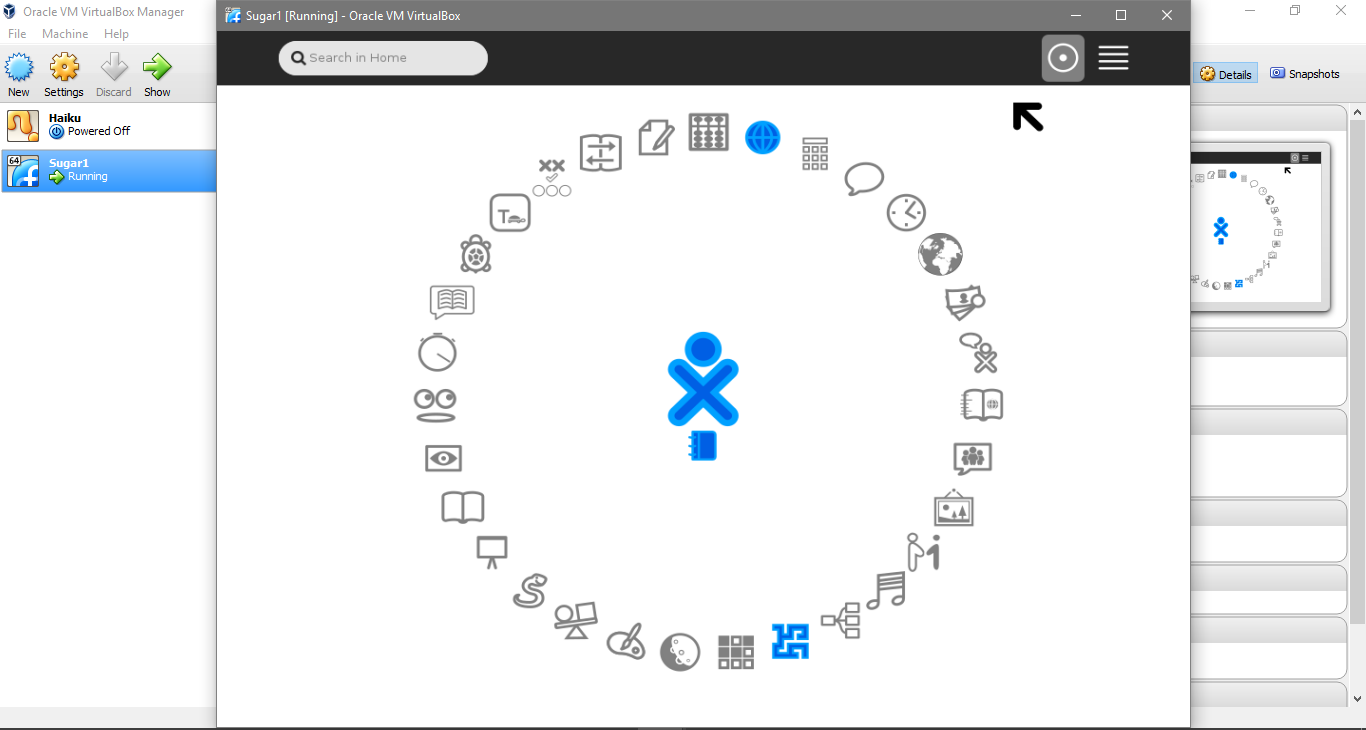 Oracle VM VirtualBox Manager
File Machine Help
New Settings Discard Show
Haiku
Powered Off
64
Sugar1
Running
Sugar1 [Running] - Oracle VM VirtualBox
Search in Home
Details Snapshots
XX
T